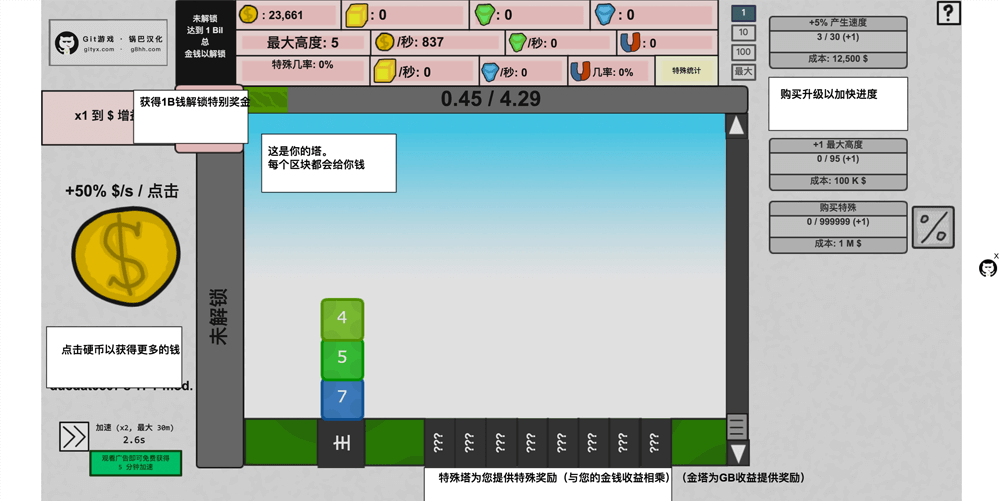 Git游戏 · 锅巴汉化
gityx.com · g8hh.com
未解锁
达到 1 Bil
总
金钱以解锁
$ : 23,661
: 0
: 0
: 0
最大高度: 5
$ /秒: 837
/秒: 0
: 0
特殊几率: 0%
/秒: 0
/秒: 0
几率: 0%
特殊统计
1
10
100
最大
?
x1 到 $ 增
获得1B钱解锁特别奖金
0.45 / 4.29
+5% 产生速度
3 / 30 (+1)
成本: 12,500 $
购买升级以加快进度
+1 最大高度
0 / 95 (+1)
成本: 100 K $
购买特殊
0 / 999999 (+1)
成本: 1 M $
%
x
这是你的塔。
每个区块都会给你钱
+50% $/s / 点击
$
未解锁
点击硬币以获得更多的钱
4
5
7
加速 (x2, 最大 30m)
2.6s
观看广告即可免费获得
5 分钟加速
???
???
???
???
???
???
???
???
特殊塔为您提供特殊奖励（与您的金钱收益相乘）（金塔为GB收益提供奖励）